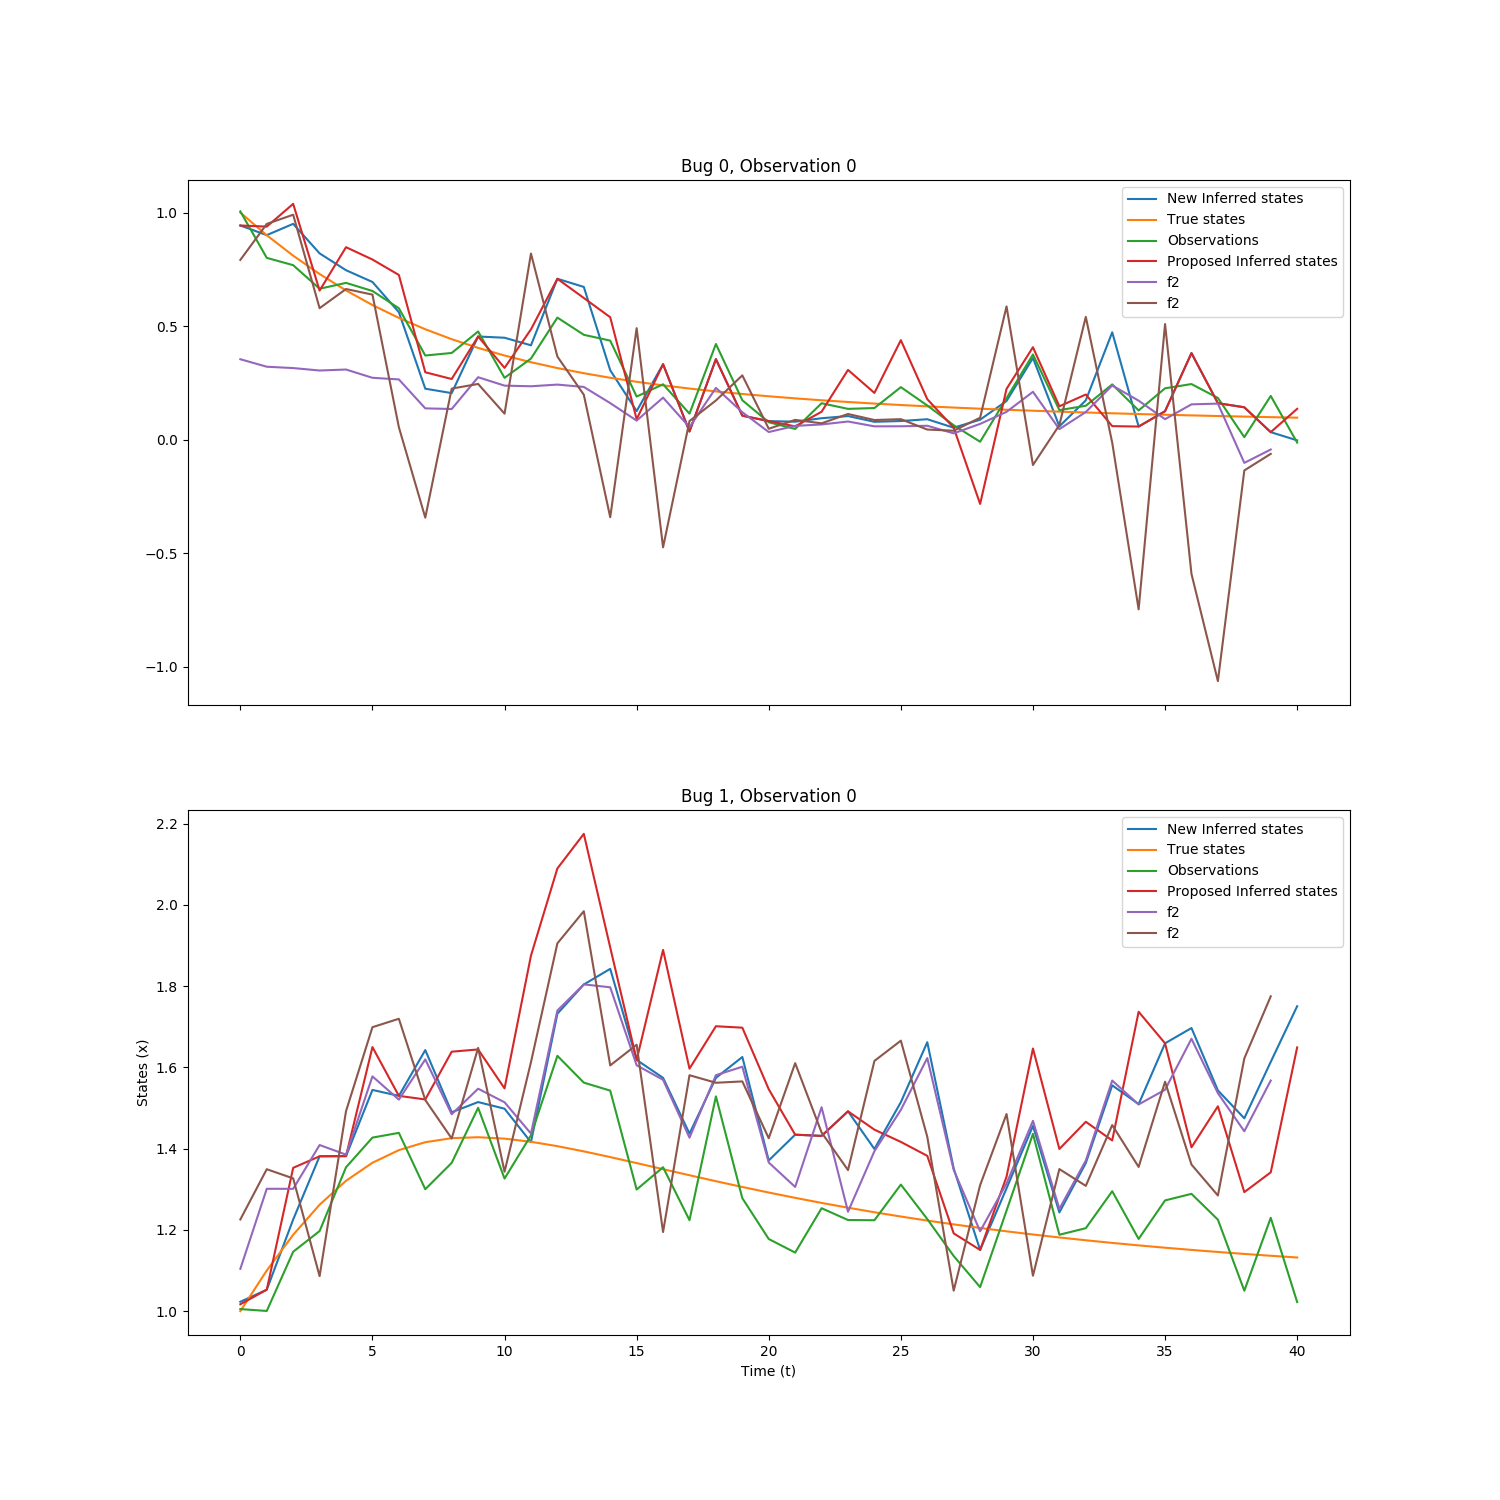 Bug 0, Observation 0
1.0
0.5
0.0
−0.5
−1.0
New Inferred states
True states
Observations
Proposed Inferred states
f2
f2
Bug 1, Observation 0
2.2
2.0
1.8
1.6
1.4
1.2
1.0
States (x)
New Inferred states
True states
Observations
Proposed Inferred states
f2
f2
0 5 10 15 20 25 30 35 40
Time (t)